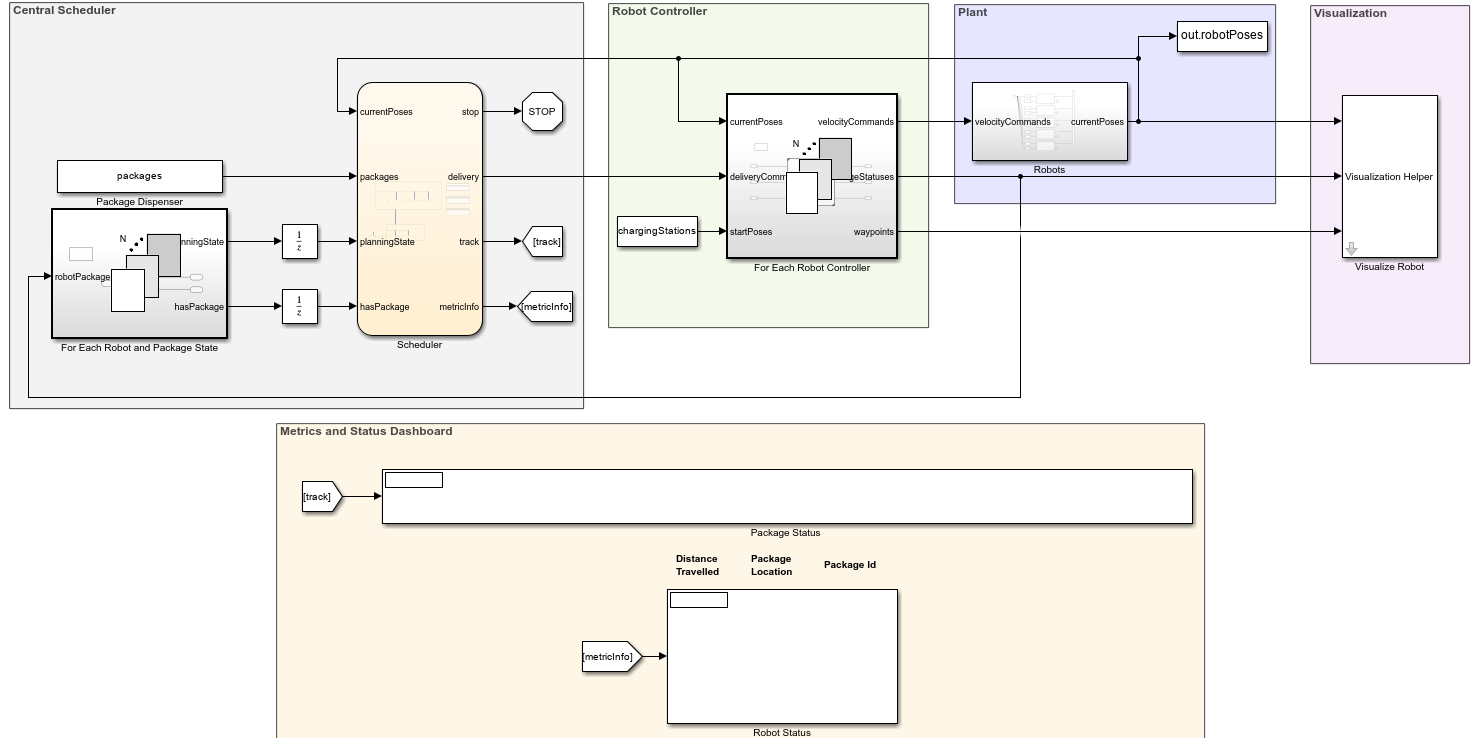 Central Scheduler
currentPoses
stop
STOP
packages
Package Dispenser
packages
delivery
N
robotPackage
nningState
hasPackage
For Each Robot and Package State
1
z
1
z
planningState
track
[track]
hasPackage
metricInfo
[metricInfo]
Scheduler
Robot Controller
currentPoses
velocityCommands
N
deliveryComm
geStatuses
chargingStations
startPoses
waypoints
For Each Robot Controller
Plant
out.robotPoses
velocityCommands
currentPoses
Robots
Visualization
Visualization Helper
Visualize Robot
Metrics and Status Dashboard
[track]
Package Status
Distance
Travelled
Package
Location
Package Id
[metricInfo]
Robot Status